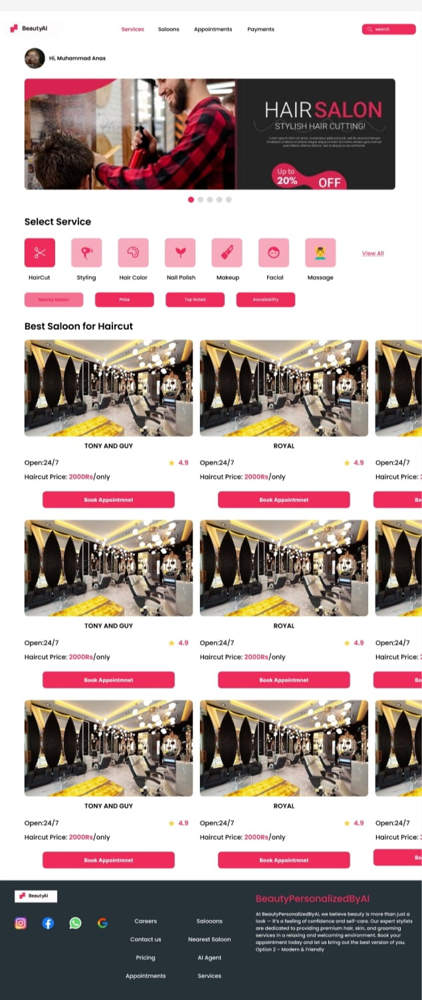 BeautyAI
Services Saloons Appointments Payments
search
Hi, Muhammad Anas
HAIR SALON
STYLISH HAIR CUTTING!
Up to
20% OFF
Select Service
View All
HairCut Styling Hair Color Nail Polish Makeup Facial Massage
Nearby Saloon Price Top Rated Aavailability
Best Saloon for Haircut
TONY AND GUY ROYAL
Open:24/7 4.9 Open:24/7 4.9 Open:24/7
Haircut Price: 2000Rs/only Haircut Price: 2000Rs/only Haircut Price:
Book Appointmnet Book Appointmnet Bo
TONY AND GUY ROYAL
Open:24/7 4.9 Open:24/7 4.9 Open:24/7
Haircut Price: 2000Rs/only Haircut Price: 2000Rs/only Haircut Price:
Book Appointmnet Book Appointmnet Bo
TONY AND GUY ROYAL
Open:24/7 4.9 Open:24/7 4.9 Open:24/7
Haircut Price: 2000Rs/only Haircut Price: 2000Rs/only Haircut Price:
Book Appointmnet Book Appointmnet Bo
BeautyAI
Careers
Contact us
Pricing
Appointments
Salooons
Nearest Saloon
AI Agent
Services
BeautyPersonalizedByAI
At BeautyPersonalizedByAI, we believe beauty is more than just a
look — it's a feeling of confidence and self-care. Our expert stylists
are dedicated to providing premium hair, skin, and grooming
services in a relaxing and welcoming environment. Book your
appointment today and let us bring out the best version of you.
Option 2 – Modern & Friendly